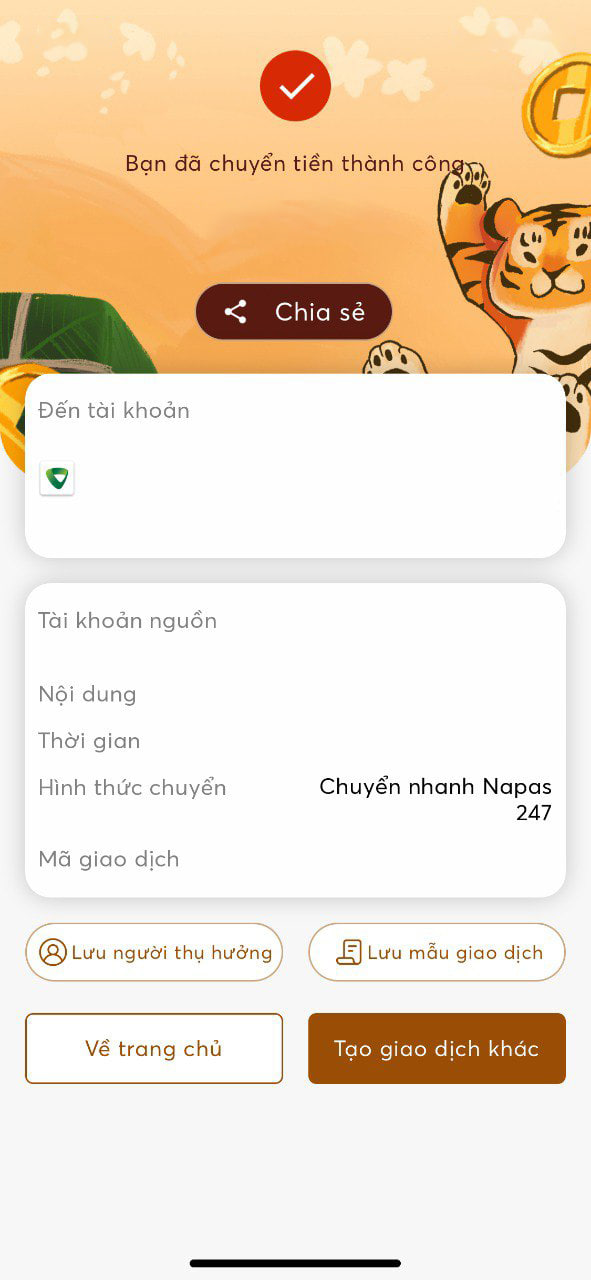 Bạn đã chuyển tiền thành công
Chia sẻ
Đến tài khoản
Tài khoản nguồn
Nội dung
Thời gian
Hình thức chuyển
Chuyển nhanh Napas
247
Mã giao dịch
Lưu người thụ hưởng
Lưu mẫu giao dịch
Về trang chủ
Tạo giao dịch khác